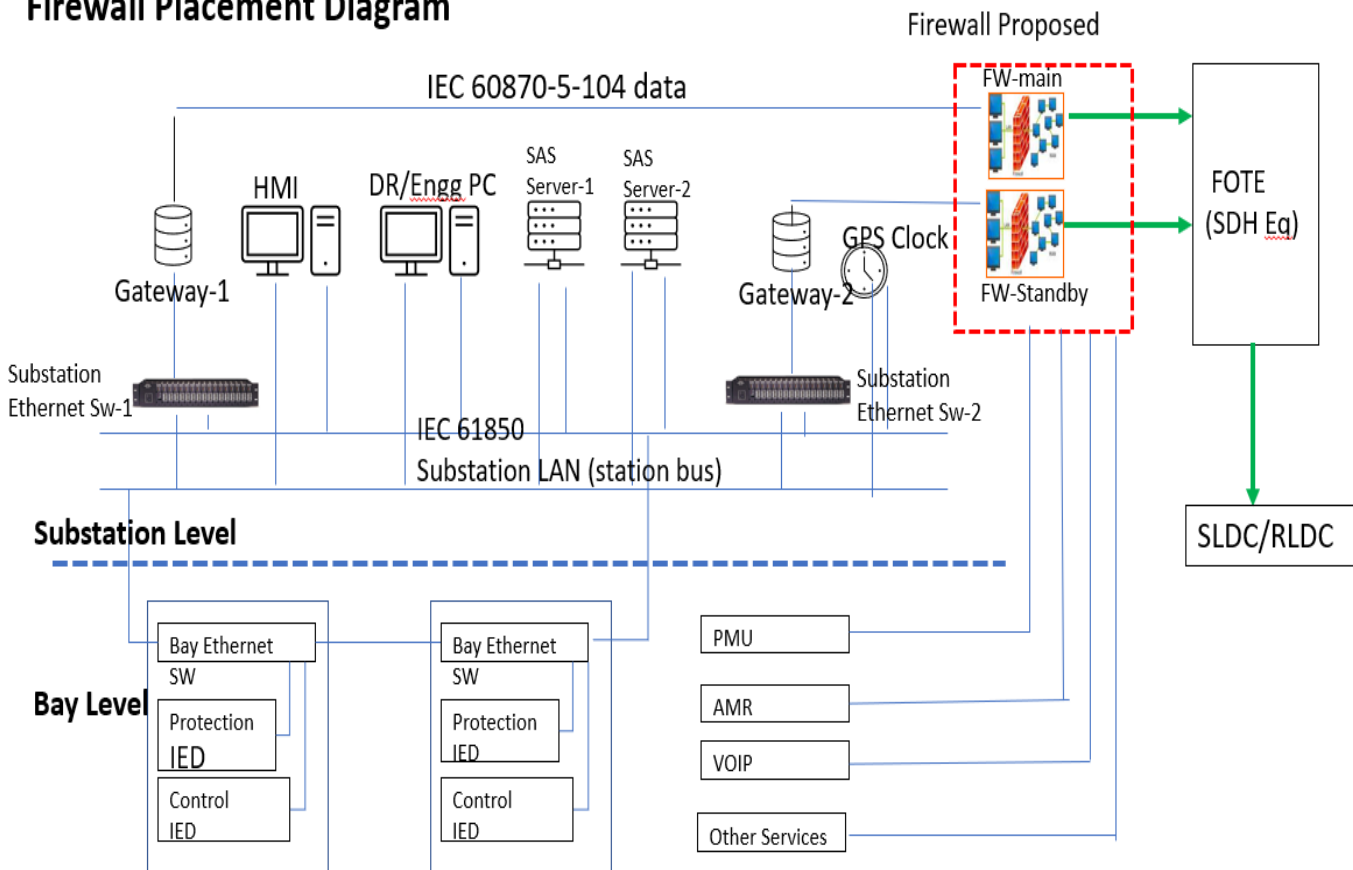 Firewall Placement Diagram
Firewall Proposed
IEC 60870-5-104 data
FW-main
FOTE
(SDH Eq)
HMI
DR/Engg PC
SAS
Server-1
SAS
Server-2
GPS Clock
Gateway-1
Gateway-2
FW-Standby
Substation
Ethernet Sw-1
Substation
Ethernet Sw-2
IEC 61850
Substation LAN (station bus)
Substation Level
SLDC/RLDC
Bay Level
Bay Ethernet
SW
Protection
IED
Control
IED
Bay Ethernet
SW
Protection
IED
Control
IED
PMU
AMR
VOIP
Other Services